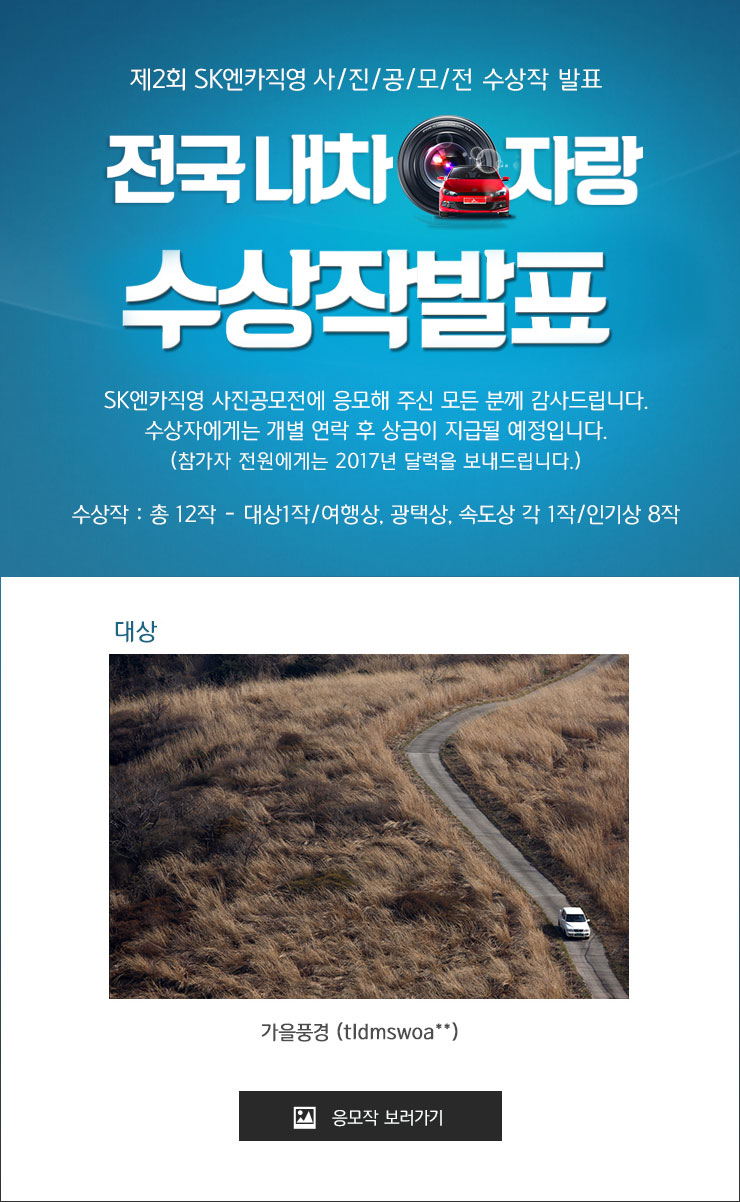 제2회 SK엔카직영 사/진/공/모/전 수상작 발표
전국 내차 자랑
수상작발표
SK엔카직영 사진공모전에 응모해 주신 모든 분께 감사드립니다.
수상자에게는 개별 연락 후 상금이 지급될 예정입니다.
(참가자 전원에게는 2017년 달력을 보내드립니다.)
수상작 : 총 12작 - 대상1작/여행상, 광택상, 속도상 각 1작/인기상 8작
대상
가을풍경 (tldmswoa**)
응모작 보러가기